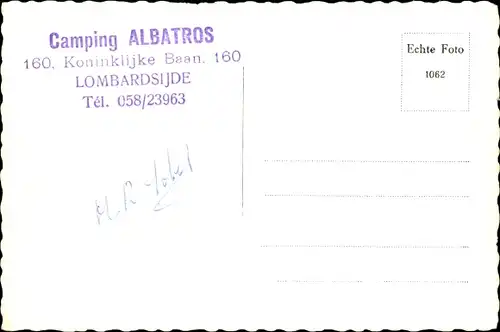 Camping ALBATROS
160, Koninklijke Baan, 160
LOMBARDSIJDE
Tél. 058/23963
Echte Foto
1062